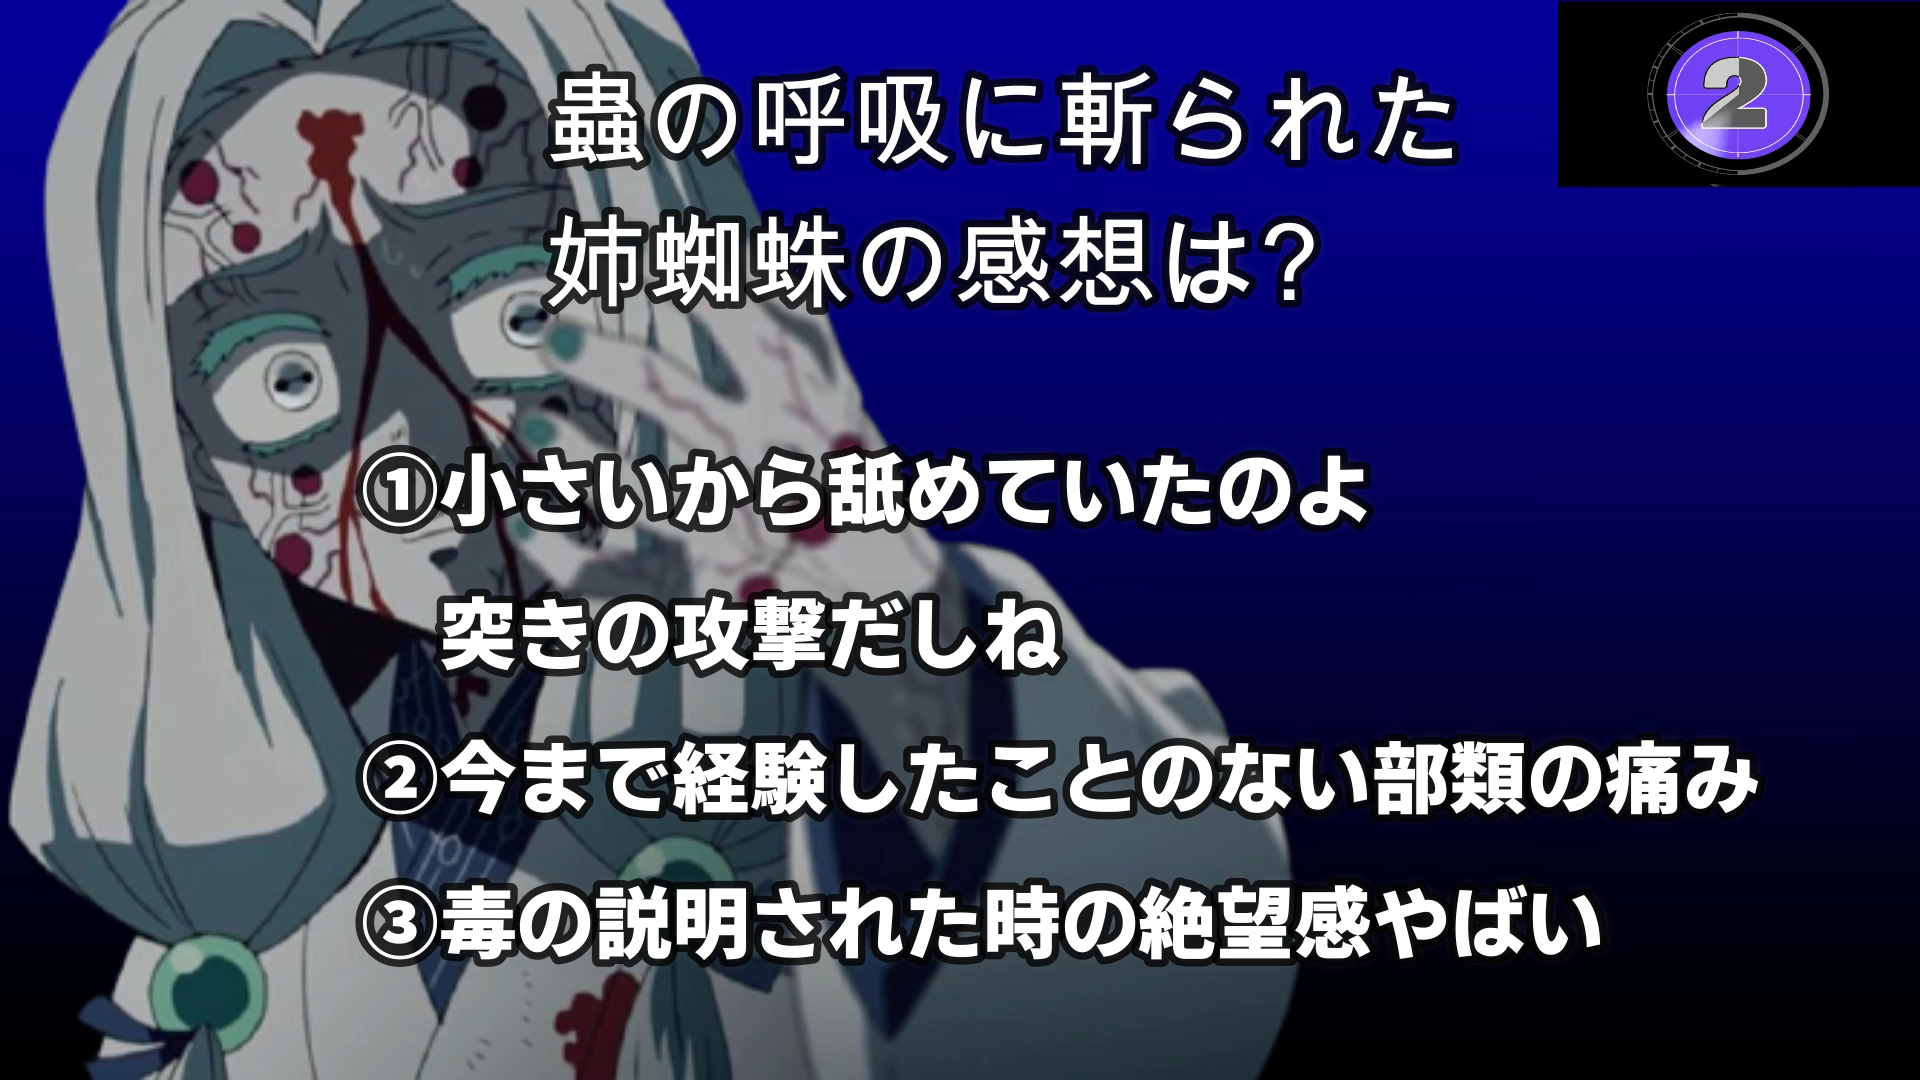 2
蟲の呼吸に斬られた
姉蜘蛛の感想は?
①小さいから舐めていたのよ
突きの攻撃だしね
②今まで経験したことのない部類の痛み
③毒の説明された時の絶望感やばい